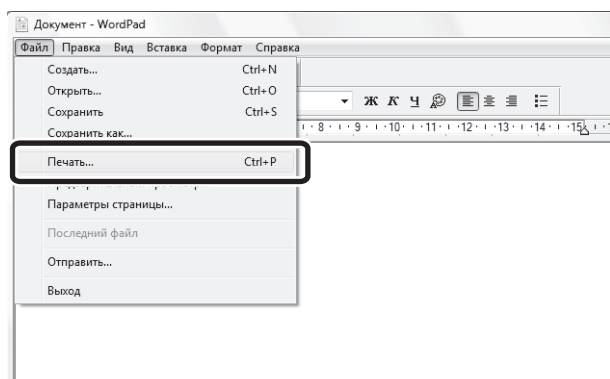 Документ - WordPad
Файл Правка Вид Вставка Формат Справка
Создать... Ctrl+N
Открыть... Ctrl+O
Сохранить Ctrl+S
Ж К Ч
Сохранить как...
8 9 10 11 12 13 14 15
Печать... Ctrl+P
Параметры страницы...
Последний файл
Отправить...
Выход